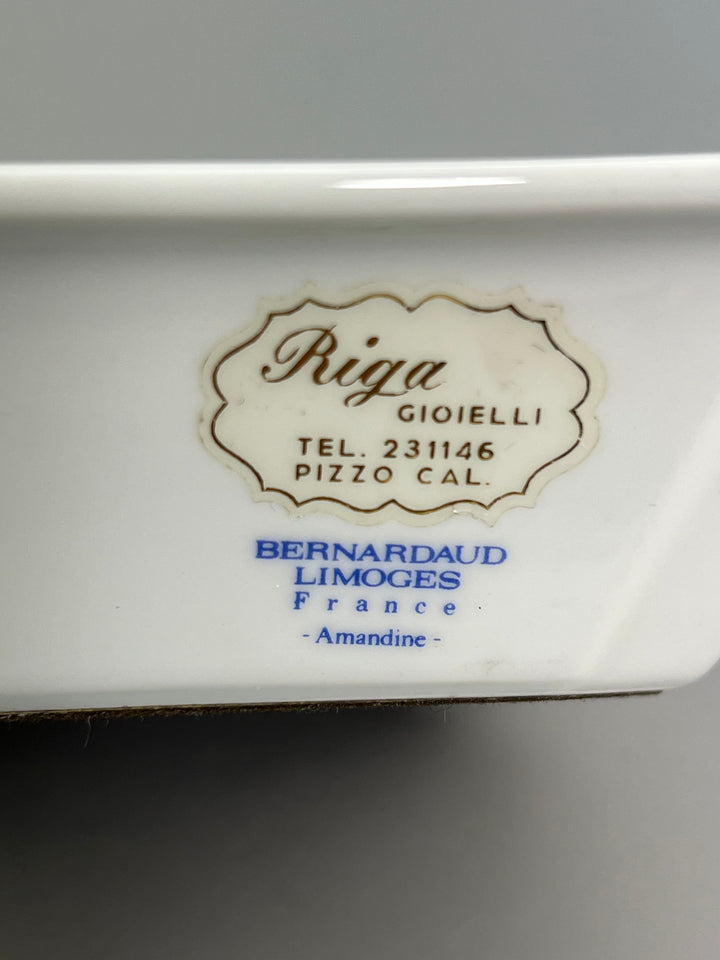 Riga
GIOIELLI
TEL. 231146
PIZZO CAL.
BERNARDAUD
LIMOGES
France
- Amandine -